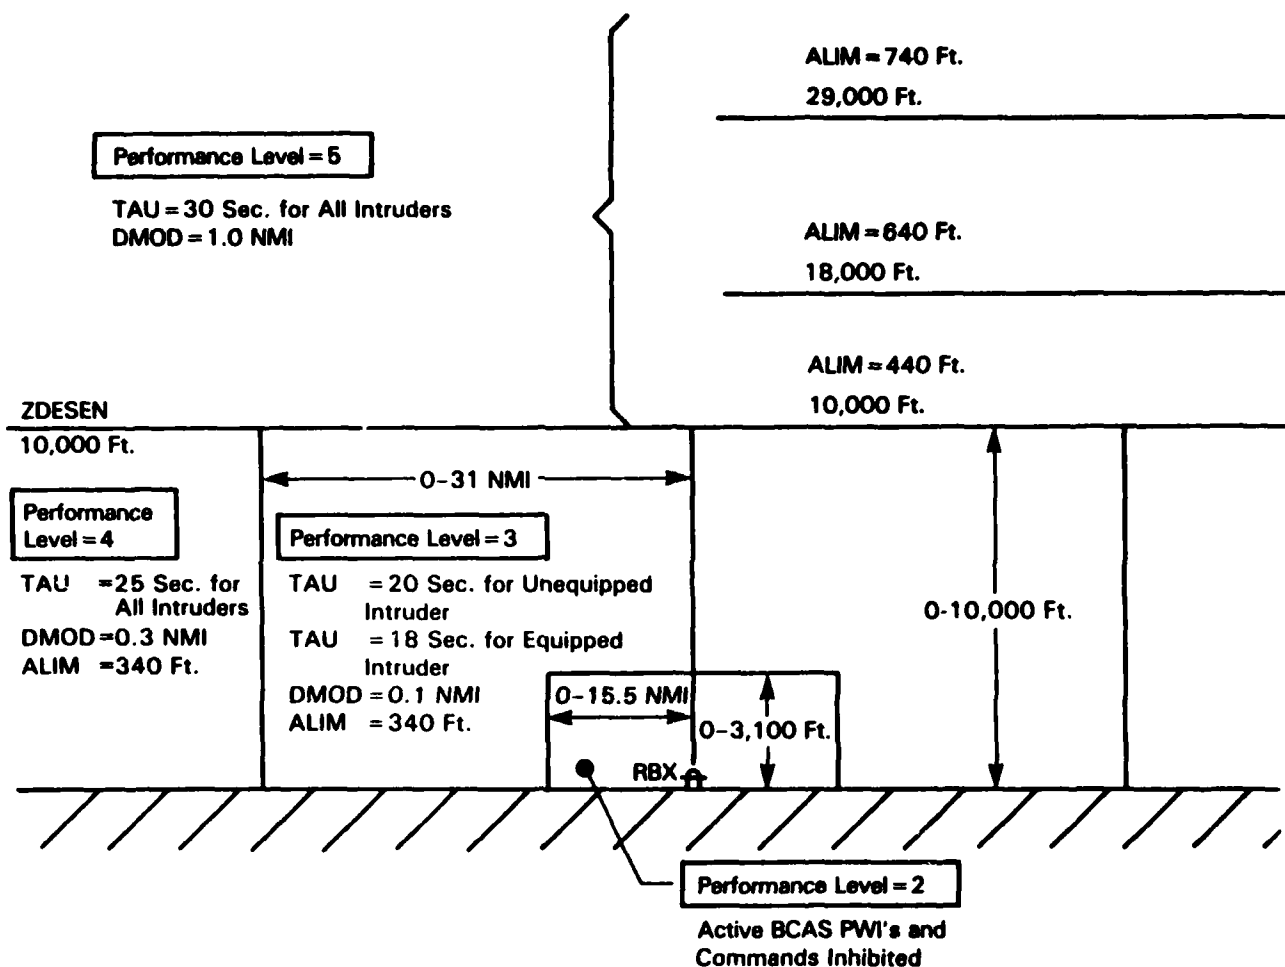 ALIM = 740 Ft.
29,000 Ft.
Performance Level = 5
TAU = 30 Sec. for All Intruders
DMOD = 1.0 NMI
ALIM = 640 Ft.
18,000 Ft.
ALIM = 440 Ft.
10,000 Ft.
ZDESEN
10,000 Ft.
0-31 NMI
Performance
Level = 4
TAU = 25 Sec. for
All Intruders
DMOD = 0.3 NMI
ALIM = 340 Ft.
Performance Level = 3
TAU = 20 Sec. for Unequipped
Intruder
TAU = 18 Sec. for Equipped
Intruder
DMOD = 0.1 NMI
ALIM = 340 Ft.
0-10,000 Ft.
0-15.5 NMI
0-3,100 Ft.
RBX
Performance Level = 2
Active BCAS PWI's and
Commands Inhibited